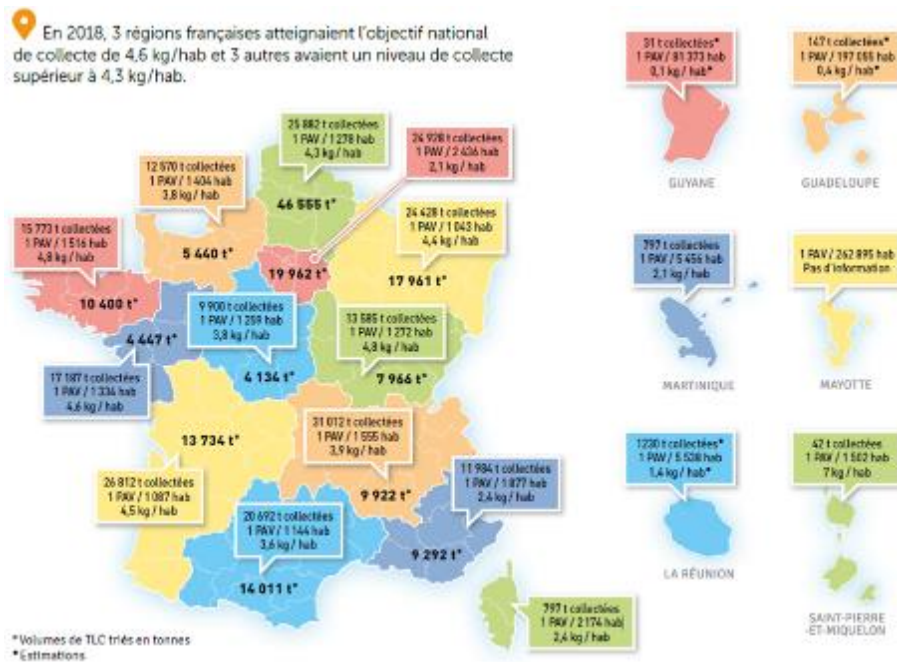 En 2018, 3 régions françaises atteignaient l'objectif national
de collecte de 4,6 kg/hab et 3 autres avaient un niveau de collecte
supérieur à 4,3 kg/hab.
31 t collectées*
1 PAV / 81 373 hab
0,1 kg / hab*
GUYANE
147 t collectées*
1 PAV / 197 055 hab
0,4 kg / hab*
GUADELOUPE
25 882 t collectées
1 PAV / 1 278 hab
4,3 kg / hab
46 555 t*
24 928 t collectées
1 PAV / 2 436 hab
2,1 kg / hab
19 962 t*
12 570 t collectées
1 PAV / 1 404 hab
3,8 kg / hab
5 440 t*
24 428 t collectées
1 PAV / 1 043 hab
4,4 kg / hab
17 961 t*
15 773 t collectées
1 PAV / 1 516 hab
4,8 kg / hab
10 400 t*
9 900 t collectées
1 PAV / 1 259 hab
3,8 kg / hab
4 134 t*
13 585 t collectées
1 PAV / 1 272 hab
4,8 kg / hab
7 966 t*
4 447 t*
17 187 t collectées
1 PAV / 1 334 hab
4,6 kg / hab
797 t collectées
1 PAV / 5 456 hab
2,1 kg / hab
MARTINIQUE
1 PAV / 262 895 hab
Pas d'information
MAYOTTE
13 734 t*
26 812 t collectées
1 PAV / 1 087 hab
4,5 kg / hab
31 012 t collectées
1 PAV / 1 555 hab
3,9 kg / hab
9 922 t*
11 984 t collectées
1 PAV / 1 877 hab
2,4 kg / hab
9 292 t*
20 692 t collectées
1 PAV / 1 144 hab
3,6 kg / hab
14 011 t*
797 t collectées
1 PAV / 2 174 hab
2,4 kg / hab
1230 t collectées*
1 PAV / 5 538 hab
1,4 kg / hab*
LA RÉUNION
42 t collectées
1 PAV / 1 502 hab
7 kg / hab
SAINT-PIERRE
-ET-MIQUELON
*Volumes de TLC triés en tonnes
*Estimations